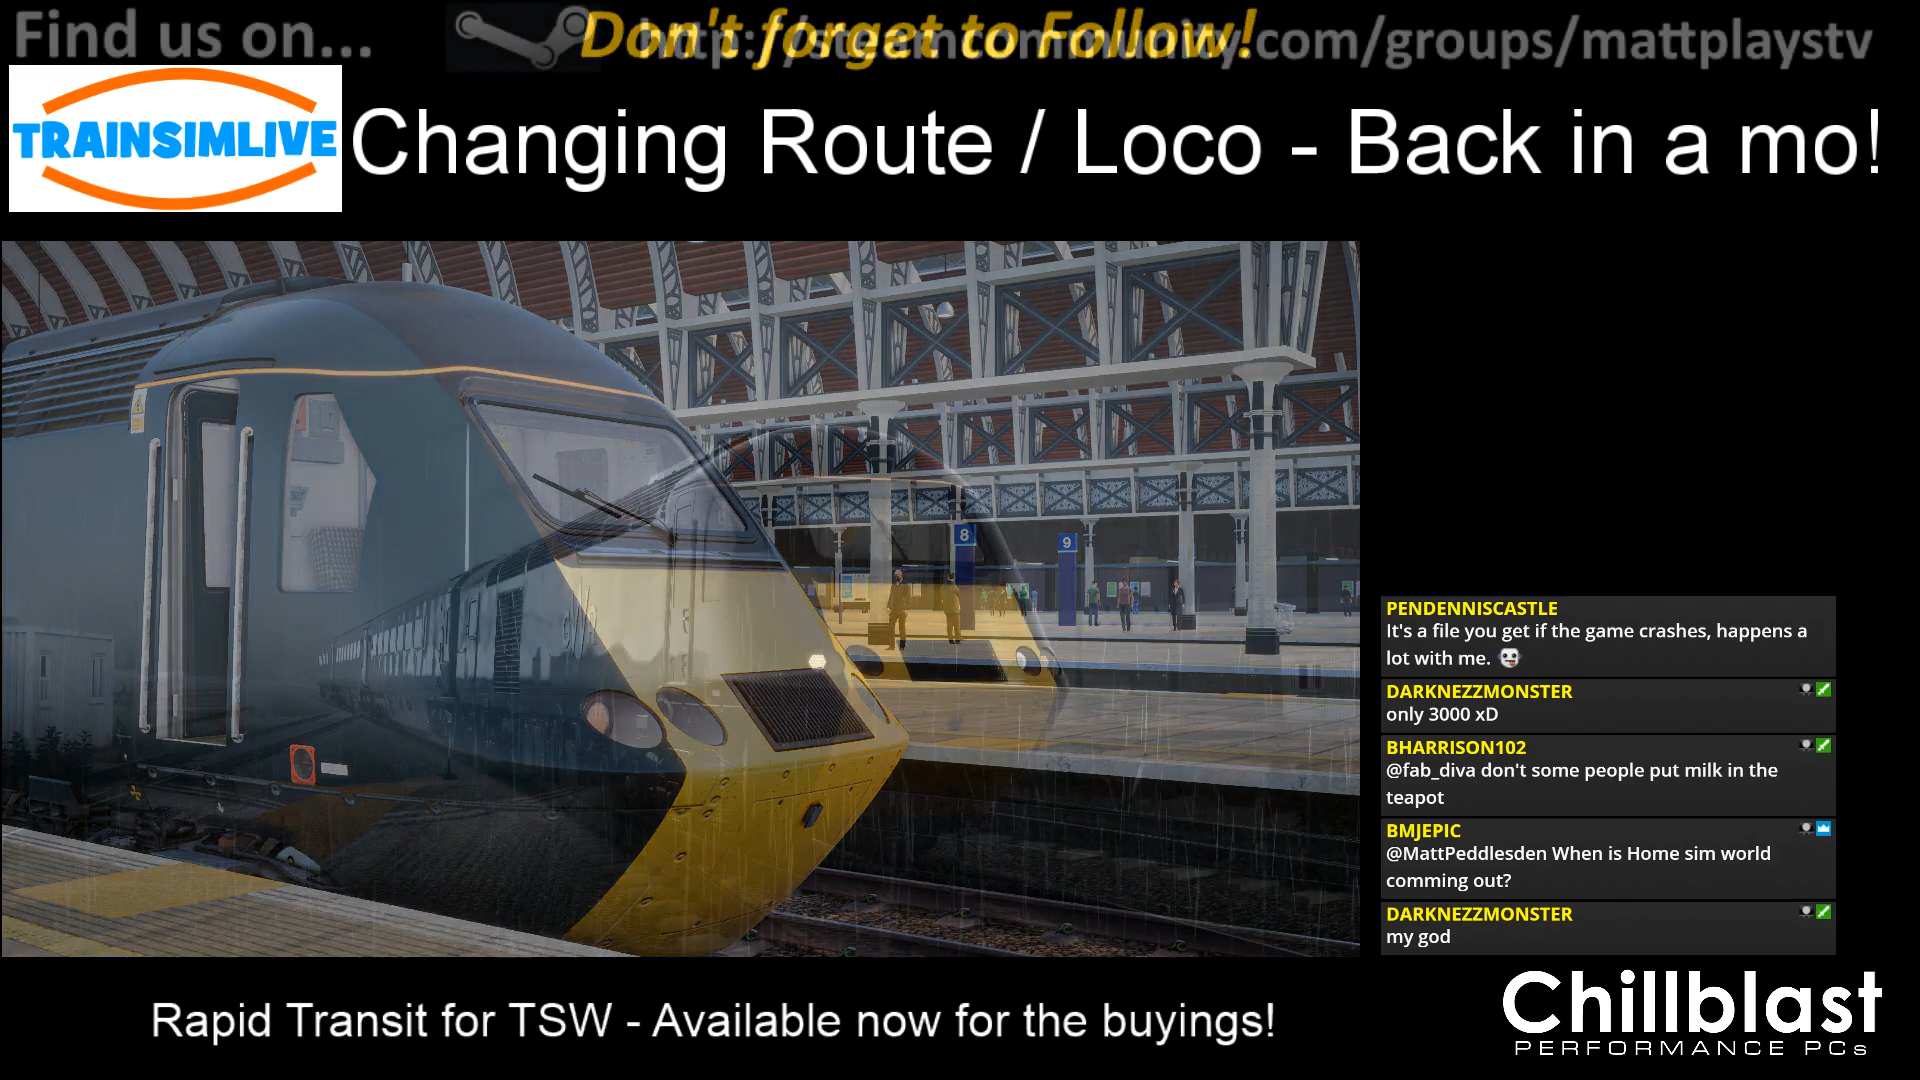 Find us on...
Don't forget to Follow!
http://steamcommunity.com/groups/mattplaystv
TRAINSIMLIVE
Changing Route / Loco - Back in a mo!
8
9
PENDENNISCASTLE
It's a file you get if the game crashes, happens a
lot with me.
DARKNEZZMONSTER
only 3000 xD
BHARRISON102
@fab_diva don't some people put milk in the
teapot
BMJEPIC
@MattPeddlesden When is Home sim world
comming out?
DARKNEZZMONSTER
my god
Rapid Transit for TSW - Available now for the buyings!
Chillblast
PERFORMANCE PCs